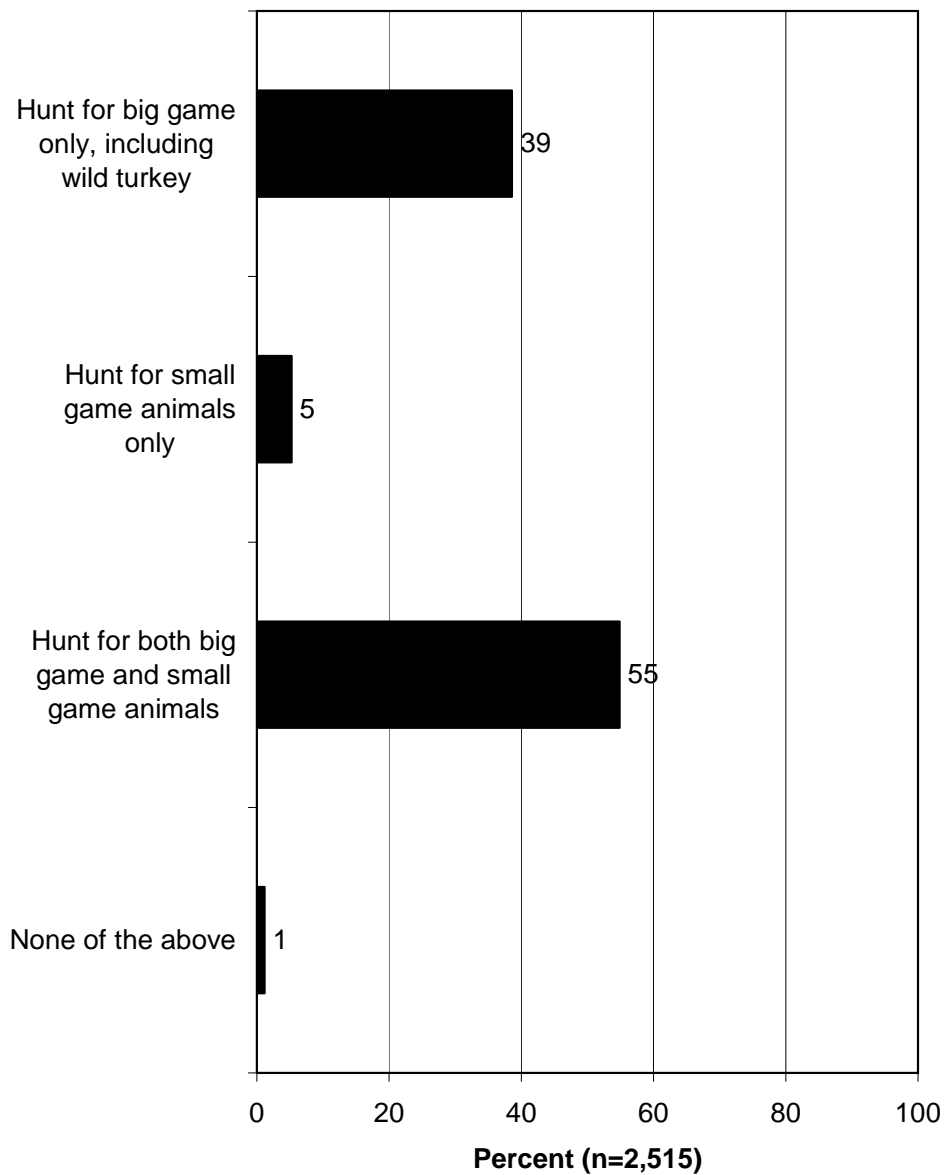 Hunt for big game
only, including
wild turkey
39
Hunt for small
game animals
only
5
Hunt for both big
game and small
game animals
55
None of the above
1
0 20 40 60 80 100
Percent (n=2,515)